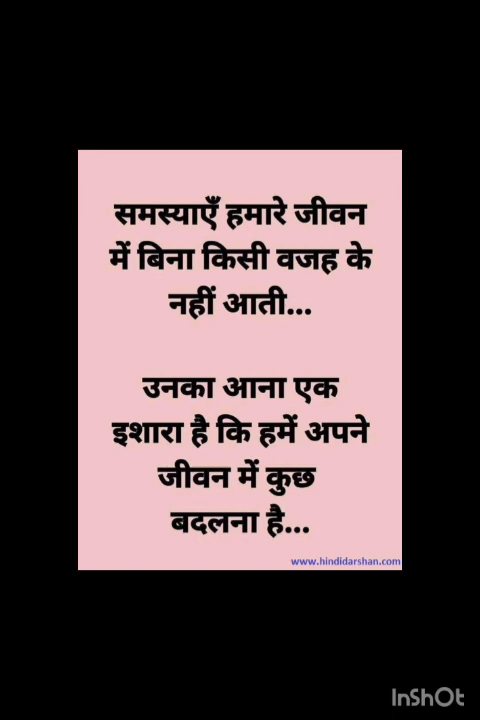 समस्याएँ हमारे जीवन
में बिना किसी वजह के
नहीं आती...
उनका आना एक
इशारा है कि हमें अपने
जीवन में कुछ
बदलना है...
www.hindidarshan.com
InShOt